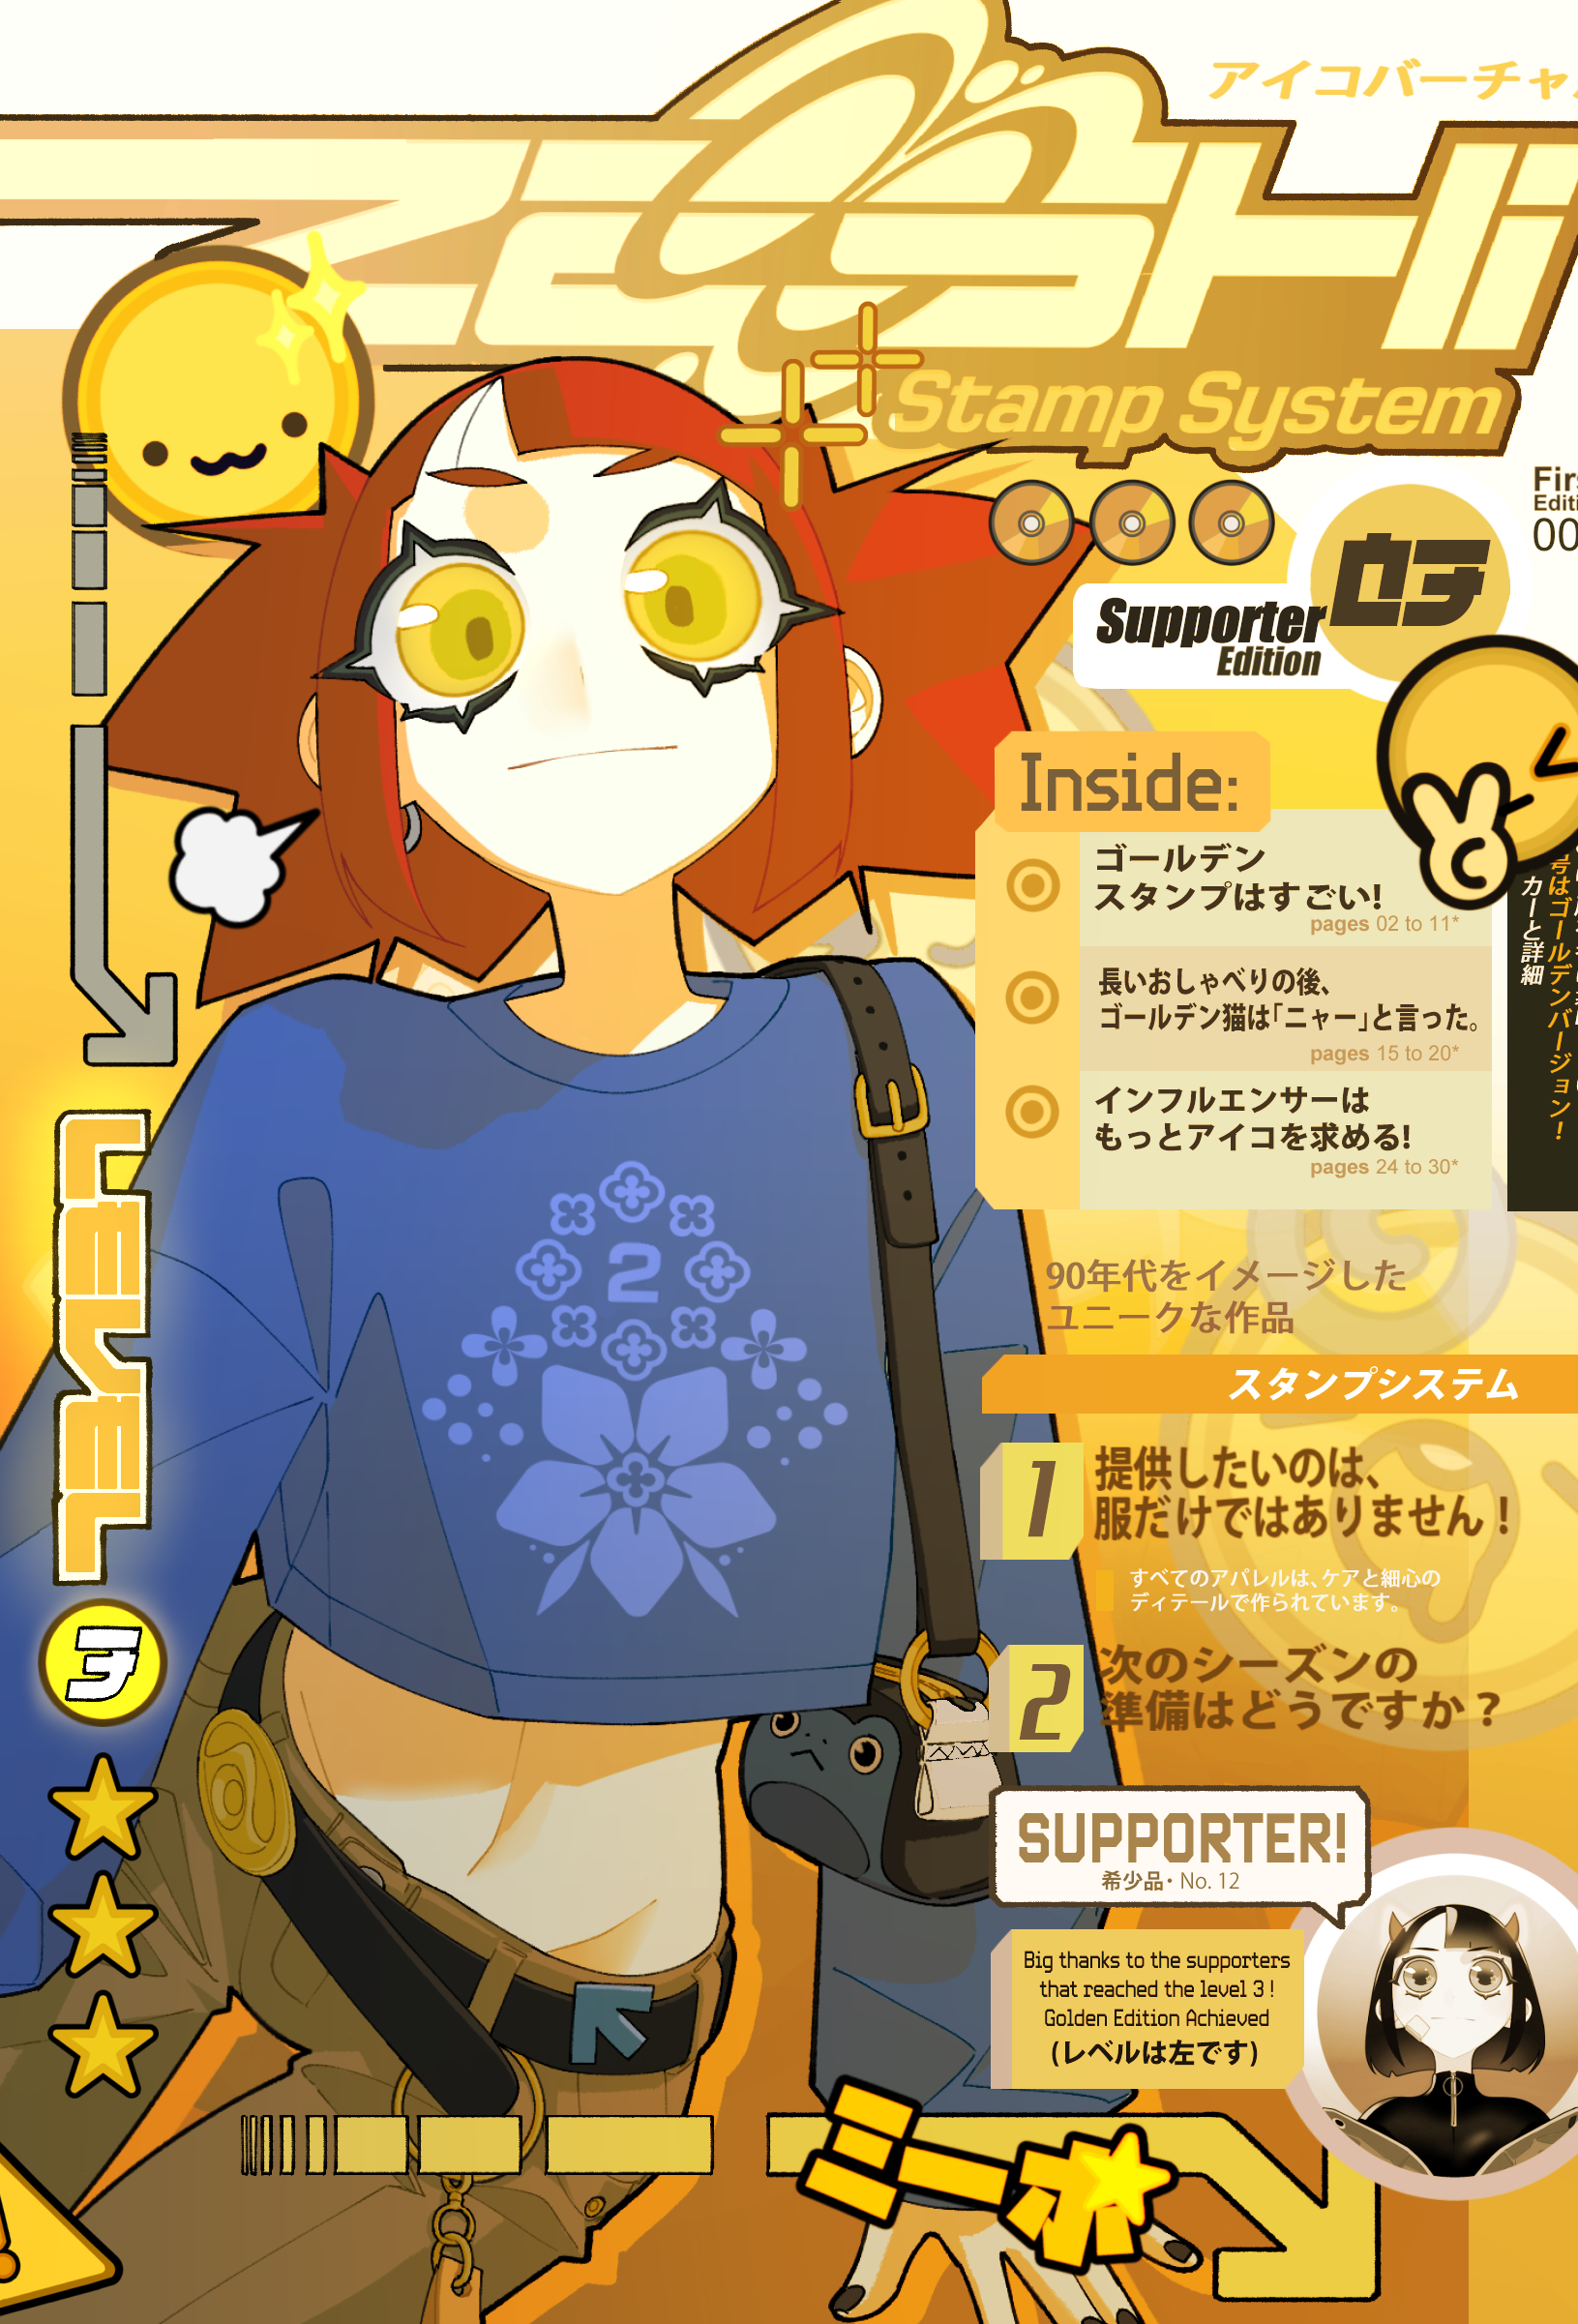 アイコバーチャ
ZESHi
Stamp System
Firs
Editi
00
Supporter
Edition
03
Inside:
ゴールデン
スタンプはすごい!
pages 02 to 11*
長いおしゃべりの後、
ゴールデン猫は「ニャー」と言った。
pages 15 to 20*
インフルエンサーは
もっとアイコを求める!
pages 24 to 30*
号はゴールデンバージョン!
カーと詳細
90年代をイメージした
ユニークな作品
スタンプシステム
1
提供したいのは、
服だけではありません！
すべてのアパレルは、ケアと細心の
ディテールで作られています。
2
次のシーズンの
準備はどうですか？
SUPPORTER!
希少品・No. 12
Big thanks to the supporters
that reached the level 3 !
Golden Edition Achieved
(レベルは左です)
LEVEL
3
2
ミーホ
!